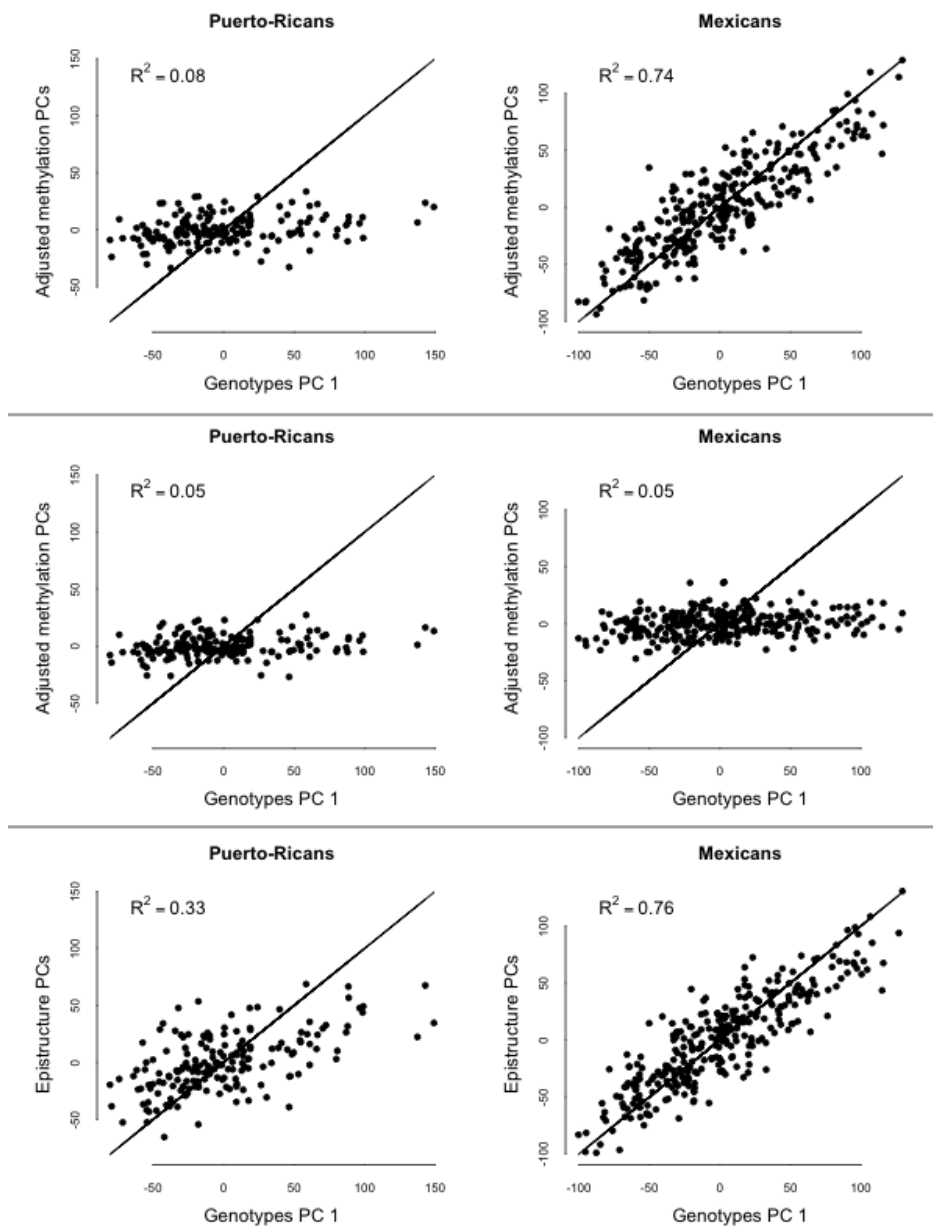 Puerto-Ricans
Mexicans
R² = 0.08
R² = 0.74
Adjusted methylation PCs
-50 0 50 100 150
-50 0 50 100 150
Genotypes PC 1
Adjusted methylation PCs
-100 -50 0 50 100
-100 -50 0 50 100
Genotypes PC 1
Puerto-Ricans
Mexicans
R² = 0.05
R² = 0.05
Adjusted methylation PCs
-50 0 50 100 150
-50 0 50 100 150
Genotypes PC 1
Adjusted methylation PCs
-100 -50 0 50 100
-100 -50 0 50 100
Genotypes PC 1
Puerto-Ricans
Mexicans
R² = 0.33
R² = 0.76
Epistructure PCs
-50 0 50 100 150
-50 0 50 100 150
Genotypes PC 1
Epistructure PCs
-100 -50 0 50 100
-100 -50 0 50 100
Genotypes PC 1